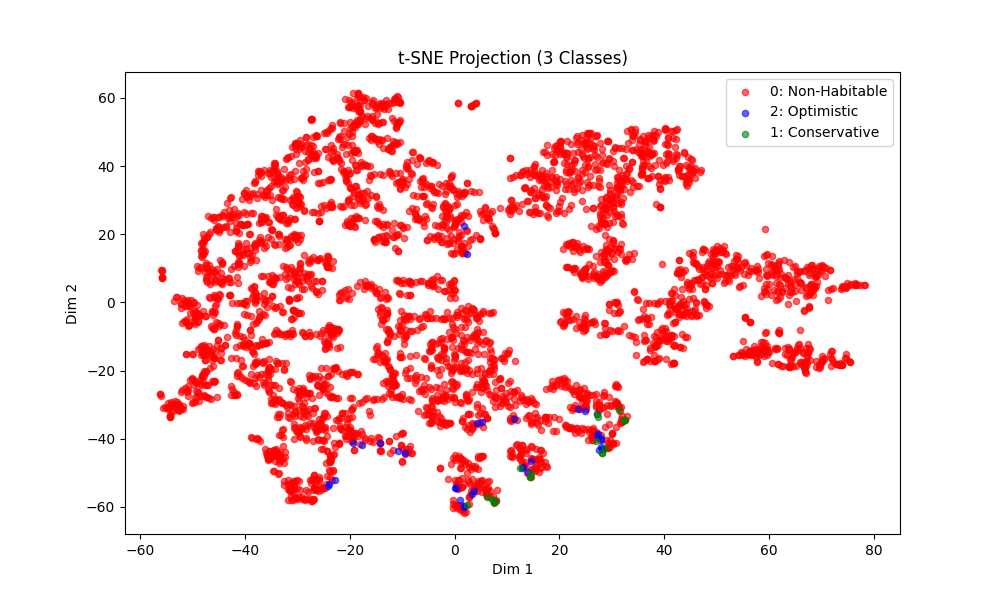 t-SNE Projection (3 Classes)
0: Non-Habitable
2: Optimistic
1: Conservative
60
40
20
0
−20
−40
−60
Dim 2
−60
−40
−20
0
20
40
60
80
Dim 1